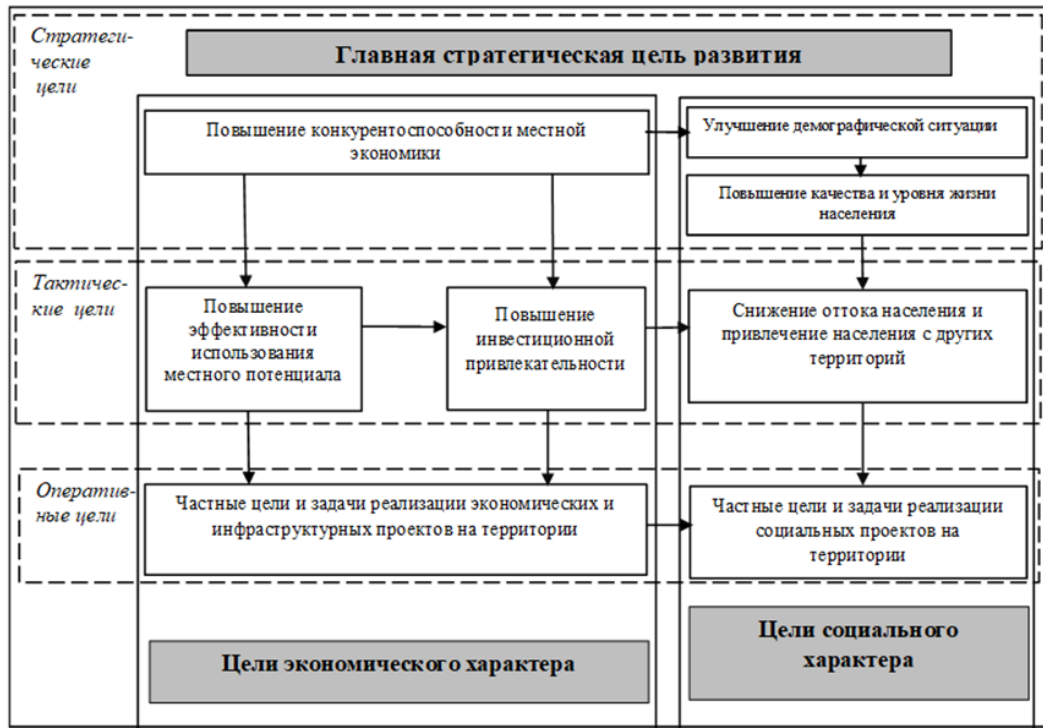 Стратеги-
ческие
цели
Главная стратегическая цель развития
Повышение конкурентоспособности местной
экономики
Улучшение демографической ситуации
Повышение качества и уровня жизни
населения
Тактичес-
кие цели
Повышение
эффективности
использования
местного потенциала
Повышение
инвестиционной
привлекательности
Снижение оттока населения и
привлечение населения с других
территорий
Оператив-
ные цели
Частные цели и задачи реализации экономических и
инфраструктурных проектов на территории
Частные цели и задачи реализации
социальных проектов на
территории
Цели экономического характера
Цели социального
характера